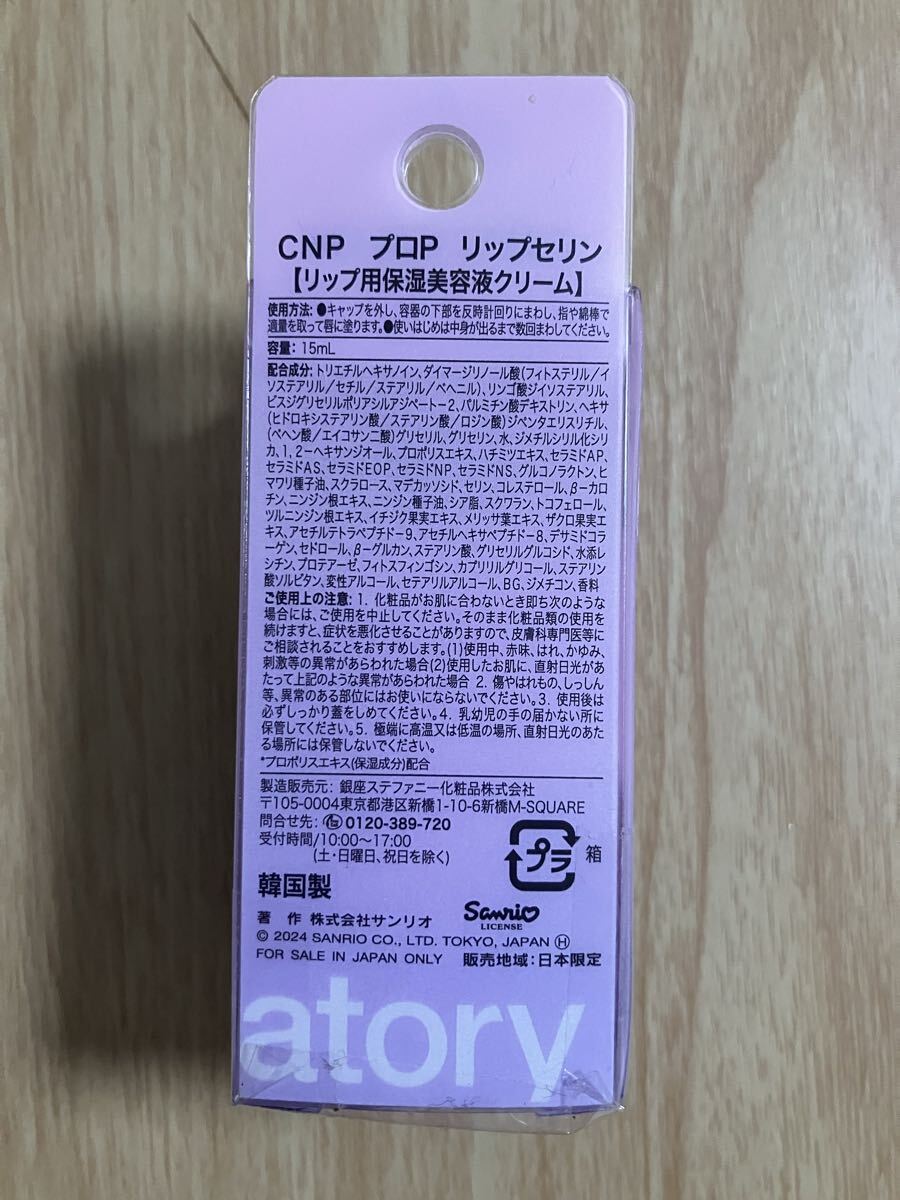 CNP プロP リップセリン
【リップ用保湿美容液クリーム】
使用方法: ●キャップを外し、容器の下部を反時計回りにまわし、指や綿棒で
適量を取って唇に塗ります。●使いはじめは中身が出るまで数回まわしてください。
容量: 15mL
配合成分: トリエチルヘキサノイン、ダイマージリノール酸(フィトステリル/イ
ソステアリル/セチル/ステアリル/ベヘニル)、リンゴ酸ジイソステアリル、
ビスジグリセリルポリアシルアジペート-2、パルミチン酸デキストリン、ヘキサ
(ヒドロキシステアリン酸/ステアリン酸/ロジン酸)ジペンタエリスリチル、
(ベヘン酸/エイコサン二酸)グリセリル、グリセリン、水、ジメチルシリル化シリ
カ、1,2-ヘキサンジオール、プロポリスエキス、ハチミツエキス、セラミドAP、
セラミドAS、セラミドEOP、セラミドNP、セラミドNS、グルコノラクトン、ヒ
マワリ種子油、スクラロース、マデカッソシド、セリン、コレステロール、β-カロ
チン、ニンジン根エキス、ニンジン種子油、シア脂、スクワラン、トコフェロール、
ツルニンジン根エキス、イチジク果実エキス、メリッサ葉エキス、ザクロ果実エ
キス、アセチルテトラペプチド-9、アセチルヘキサペプチド-8、デサミドコラ
ーゲン、セドロール、β-グルカン、ステアリン酸、グリセリルグルコシド、水添レ
シチン、プロテアーゼ、フィトスフィンゴシン、カプリリルグリコール、ステアリン
酸ソルビタン、変性アルコール、セテアリルアルコール、BG、ジメチコン、香料
ご使用上の注意: 1. 化粧品がお肌に合わないとき即ち次のような
場合には、ご使用を中止してください。そのまま化粧品類の使用を
続けますと、症状を悪化させることがありますので、皮膚科専門医等に
ご相談されることをおすすめします。(1)使用中、赤味、はれ、かゆみ、
刺激等の異常があらわれた場合(2)使用したお肌に、直射日光があ
たって上記のような異常があらわれた場合 2. 傷やはれもの、しっしん
等、異常のある部位にはお使いにならないでください。3. 使用後は
必ずしっかり蓋をしめてください。4. 乳幼児の手の届かない所に
保管してください。5. 極端に高温又は低温の場所、直射日光のあた
る場所には保管しないでください。
*プロポリスエキス(保湿成分)配合
製造販売元: 銀座ステファニー化粧品株式会社
〒105-0004東京都港区新橋1-10-6新橋M-SQUARE
問合せ先: 0120-389-720
受付時間/10:00〜17:00
(土・日曜日、祝日を除く)
プラ 箱
韓国製
著 作 株式会社サンリオ
Sanrio
LICENSE
© 2024 SANRIO CO., LTD. TOKYO, JAPAN Ⓗ
FOR SALE IN JAPAN ONLY 販売地域:日本限定
atory